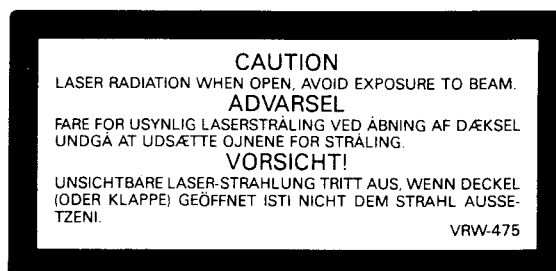 CAUTION
LASER RADIATION WHEN OPEN, AVOID EXPOSURE TO BEAM.
ADVARSEL
FARE FOR USYNLIG LASERSTRÅLING VED ÅBNING AF DÆKSEL
UNDGÅ AT UDSÆTTE OJNENE FOR STRÅLING.
VORSICHT!
UNSICHTBARE LASER-STRAHLUNG TRITT AUS, WENN DECKEL
(ODER KLAPPE) GEÖFFNET ISTI NICHT DEM STRAHL AUSSE-
TZENI.
VRW-475